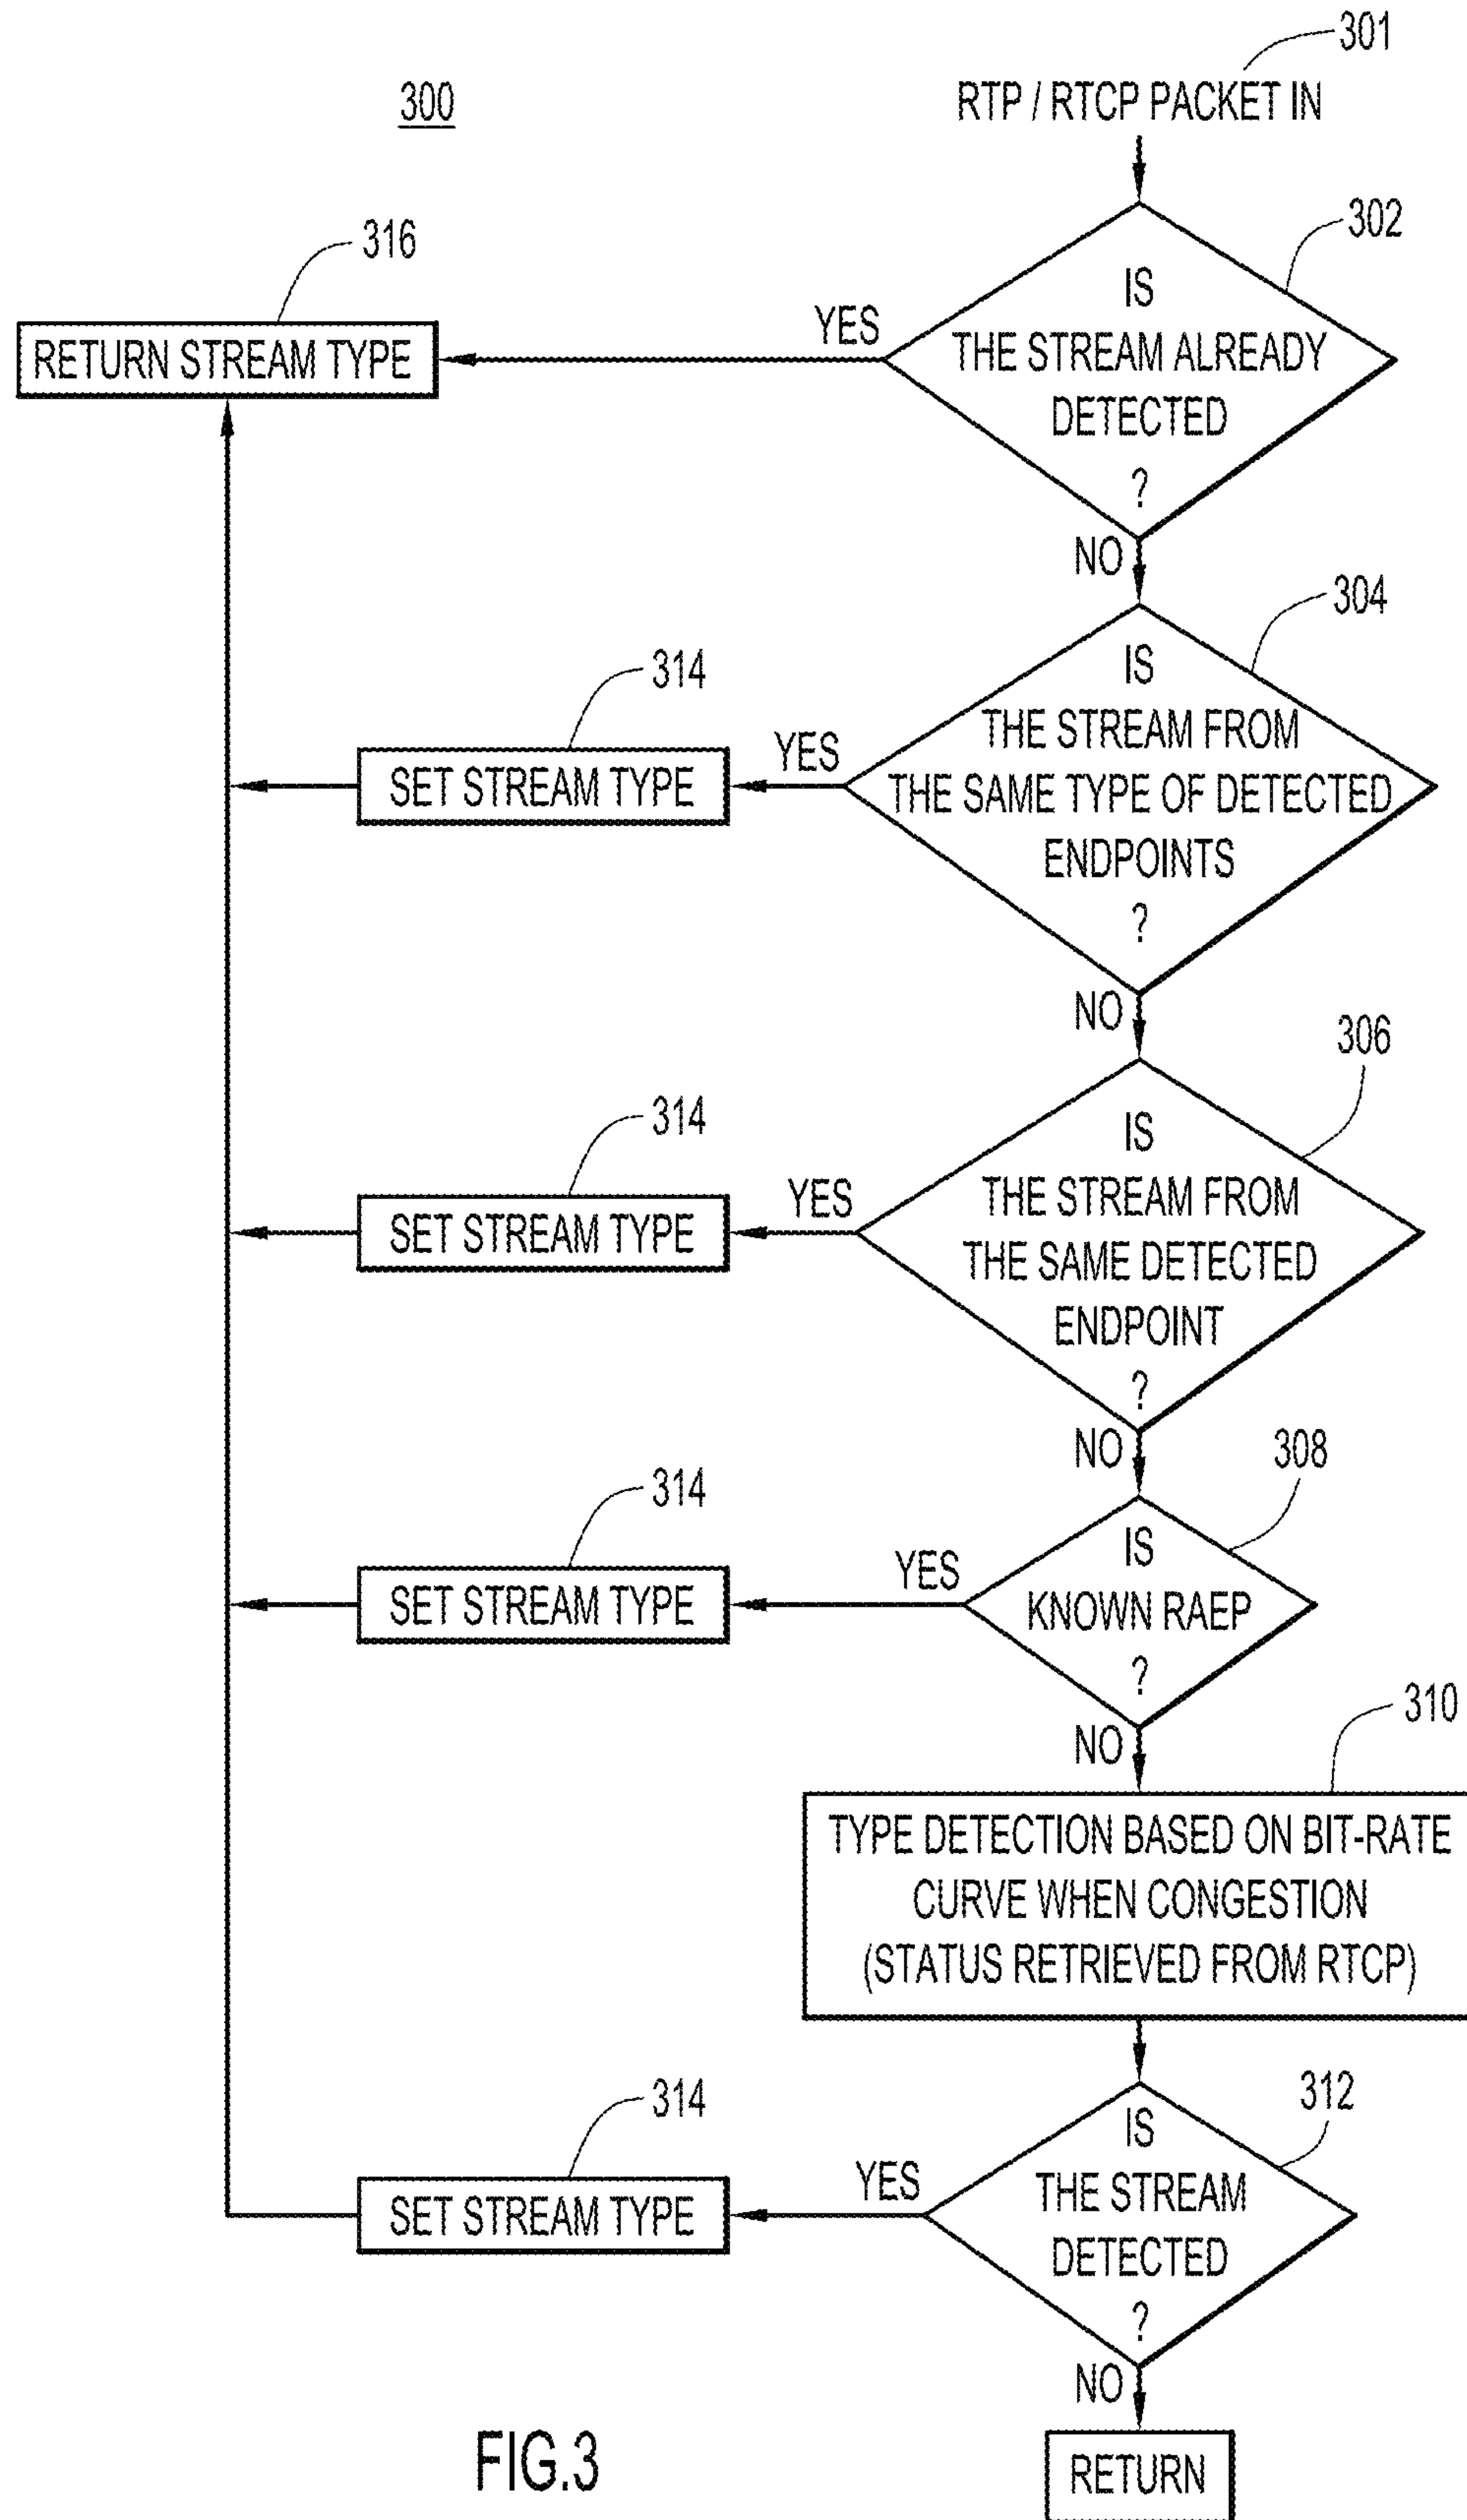 301
RTP / RTCP PACKET IN
300
302
316
IS
THE STREAM ALREADY
DETECTED
?
YES
RETURN STREAM TYPE
NO
304
314
IS
THE STREAM FROM
THE SAME TYPE OF DETECTED
ENDPOINTS
?
YES
SET STREAM TYPE
NO
306
314
IS
THE STREAM FROM
THE SAME DETECTED
ENDPOINT
?
YES
SET STREAM TYPE
NO
308
314
IS
KNOWN RAEP
?
YES
SET STREAM TYPE
NO
310
TYPE DETECTION BASED ON BIT-RATE
CURVE WHEN CONGESTION
(STATUS RETRIEVED FROM RTCP)
312
314
IS
THE STREAM
DETECTED
?
YES
SET STREAM TYPE
NO
RETURN
FIG.3